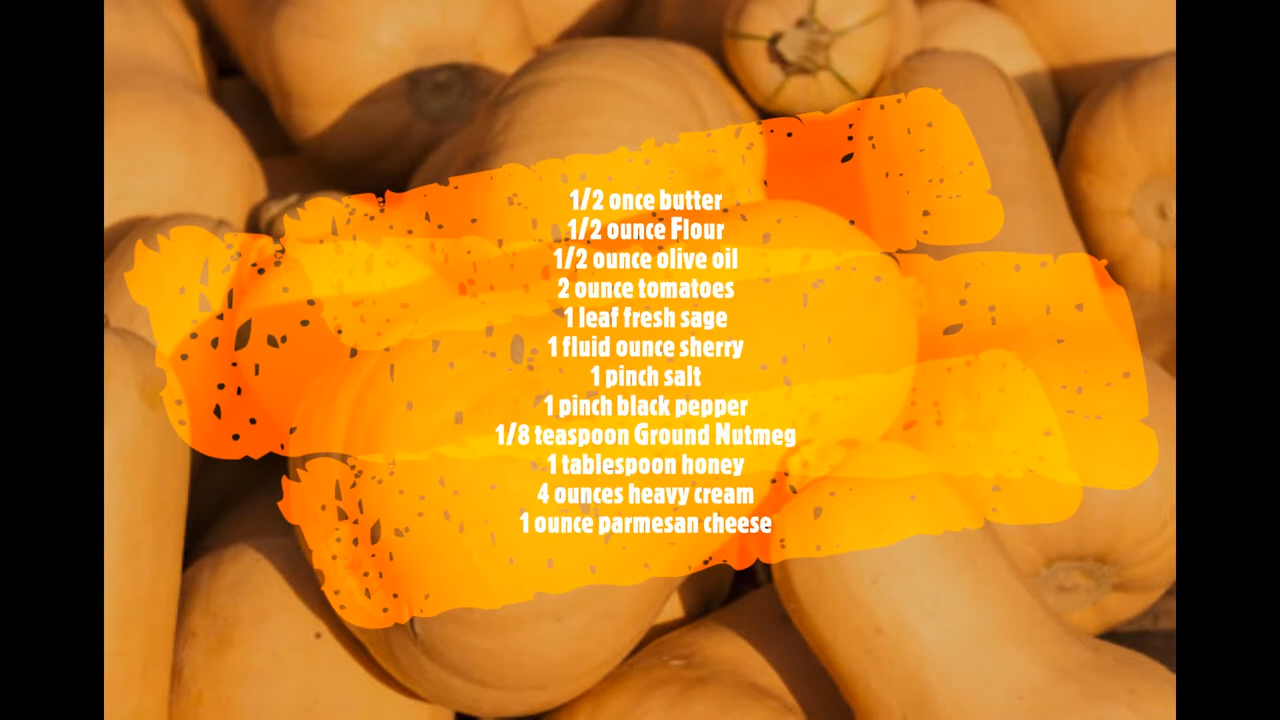 1/2 once butter
1/2 ounce Flour
1/2 ounce olive oil
2 ounce tomatoes
1 leaf fresh sage
1 fluid ounce sherry
1 pinch salt
1 pinch black pepper
1/8 teaspoon Ground Nutmeg
1 tablespoon honey
4 ounces heavy cream
1 ounce parmesan cheese